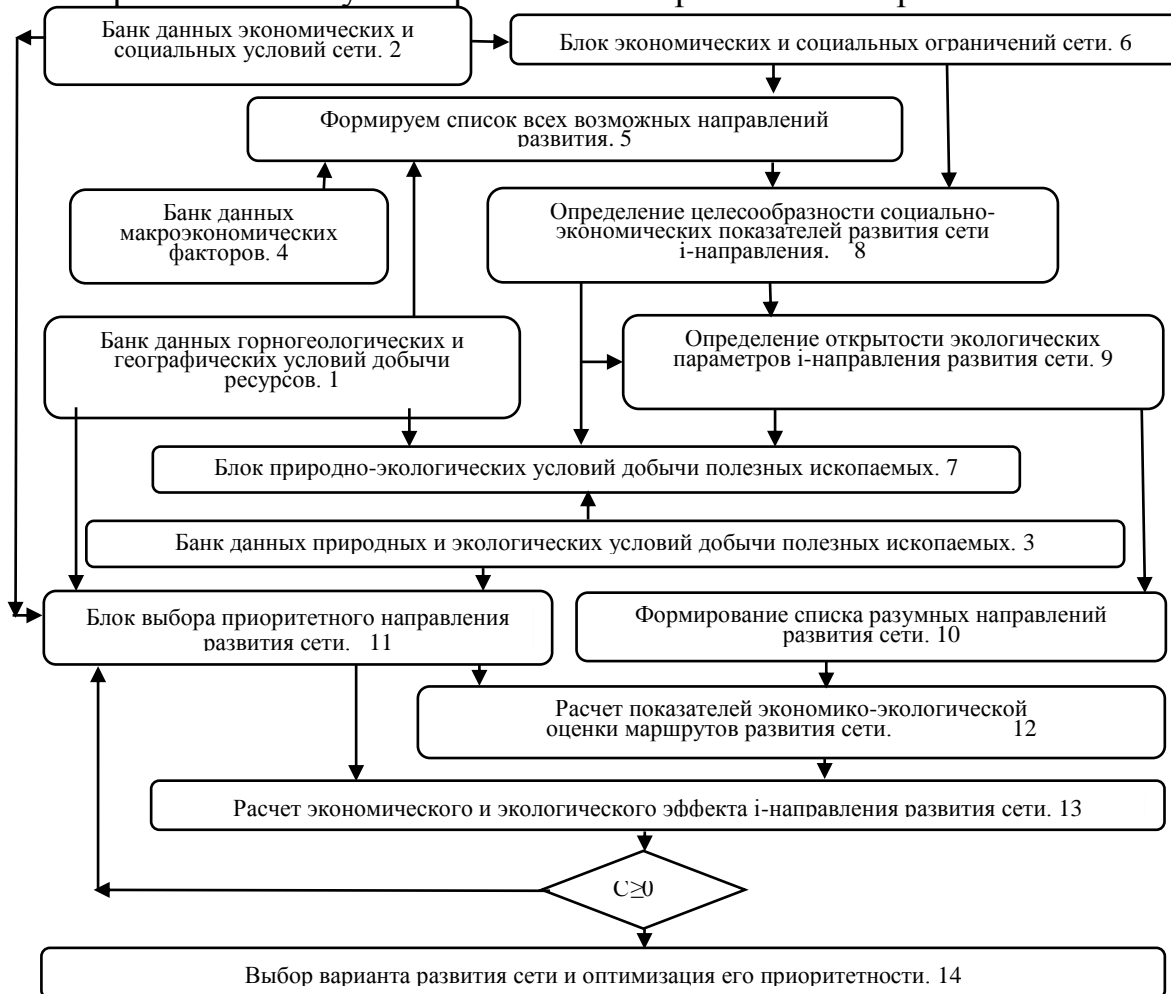 Банк данных экономических и
социальных условий сети. 2
Блок экономических и социальных ограничений сети. 6
Формируем список всех возможных направлений
развития. 5
Банк данных
макроэкономических
факторов. 4
Определение целесообразности социально-
экономических показателей развития сети
i-направления. 8
Банк данных горногеологических и
географических условий добычи
ресурсов. 1
Определение открытости экологических
параметров i-направления развития сети. 9
Блок природно-экологических условий добычи полезных ископаемых. 7
Банк данных природных и экологических условий добычи полезных ископаемых. 3
Блок выбора приоритетного направления
развития сети. 11
Формирование списка разумных направлений
развития сети. 10
Расчет показателей экономико-экологической
оценки маршрутов развития сети. 12
Расчет экономического и экологического эффекта i-направления развития сети. 13
C≥0
Выбор варианта развития сети и оптимизация его приоритетности. 14